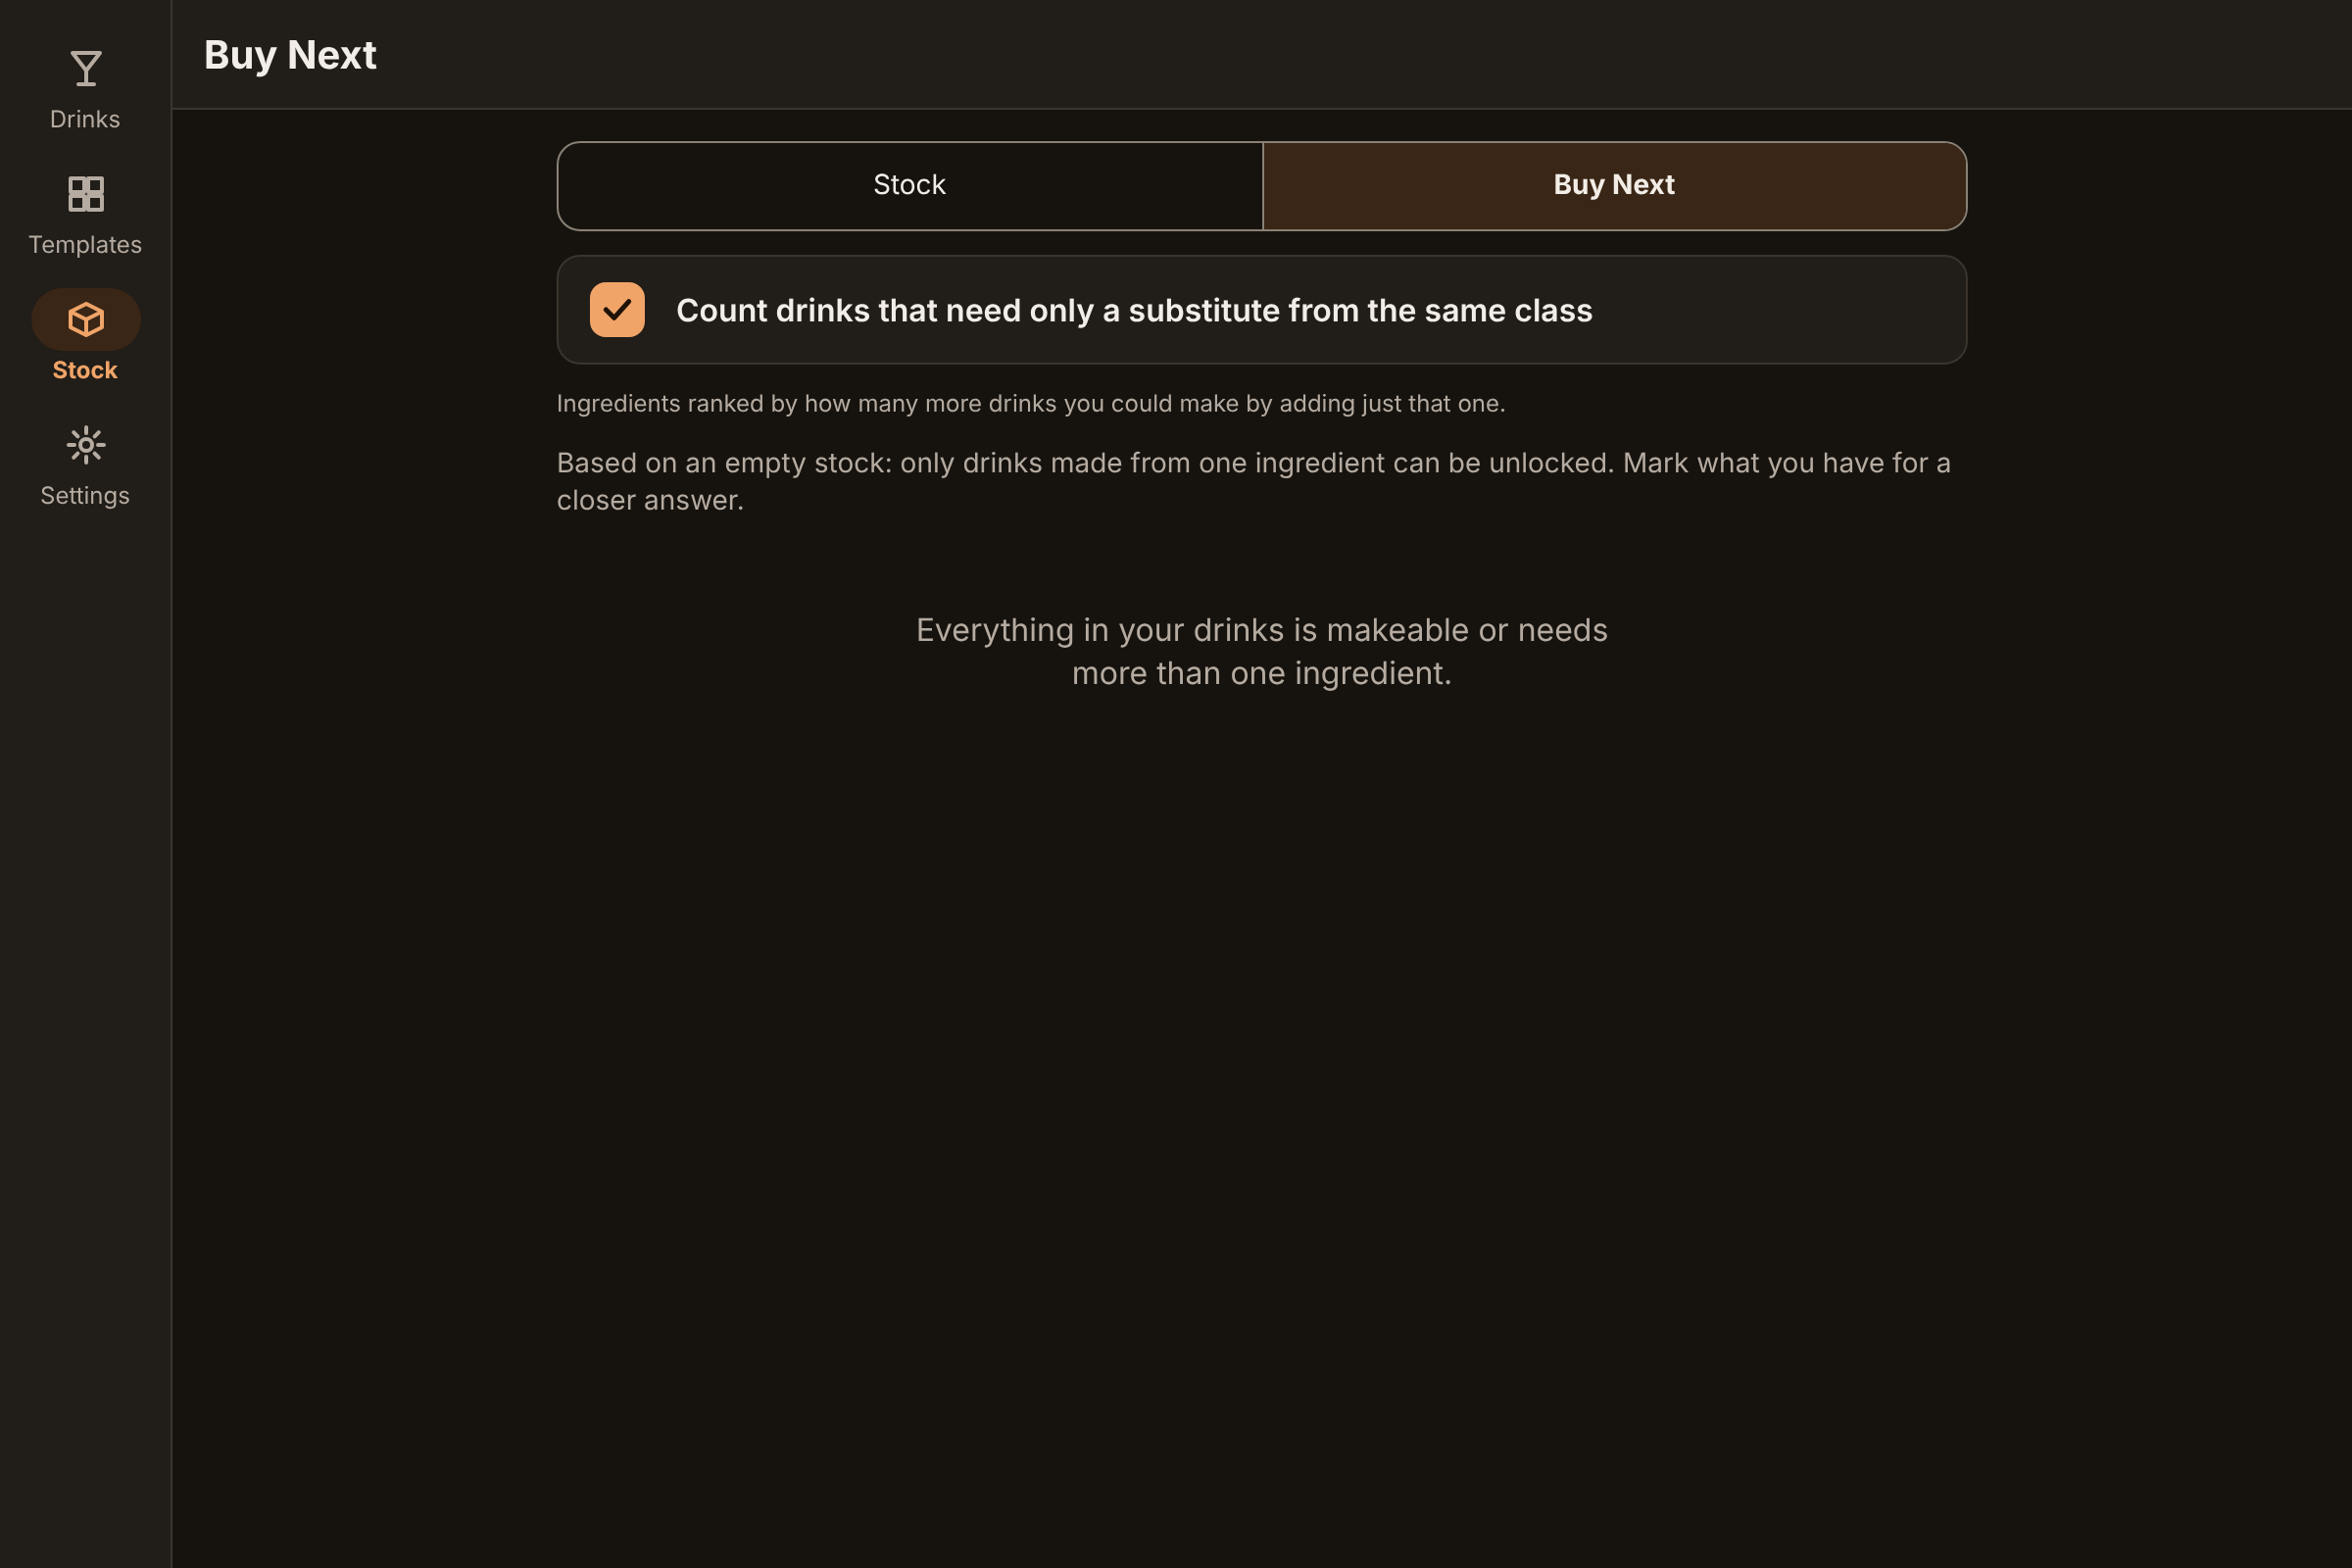 Buy Next
Drinks
Templates
Stock
Settings
Stock
Buy Next
Count drinks that need only a substitute from the same class
Ingredients ranked by how many more drinks you could make by adding just that one.
Based on an empty stock: only drinks made from one ingredient can be unlocked. Mark what you have for a
closer answer.
Everything in your drinks is makeable or needs
more than one ingredient.